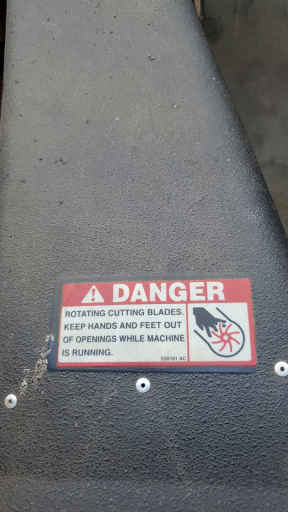 DANGER
ROTATING CUTTING BLADES.
KEEP HANDS AND FEET OUT
OF OPENINGS WHILE MACHINE
IS RUNNING.